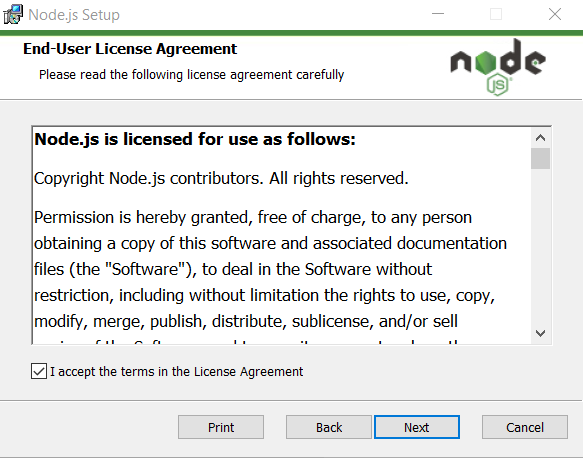 Node.js Setup
End-User License Agreement
Please read the following license agreement carefully
node
JS
Node.js is licensed for use as follows:
Copyright Node.js contributors. All rights reserved.
Permission is hereby granted, free of charge, to any person
obtaining a copy of this software and associated documentation
files (the "Software"), to deal in the Software without
restriction, including without limitation the rights to use, copy,
modify, merge, publish, distribute, sublicense, and/or sell
I accept the terms in the License Agreement
Print
Back
Next
Cancel